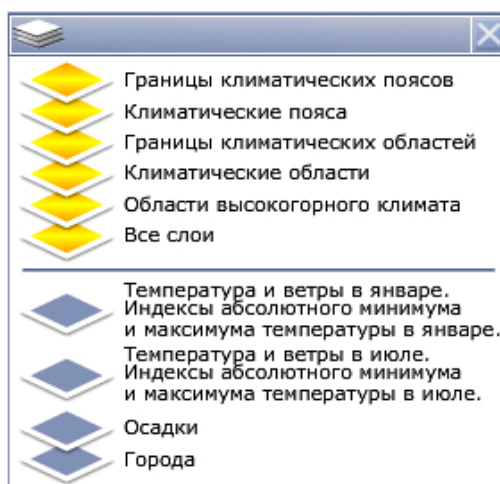 Границы климатических поясов
Климатические пояса
Границы климатических областей
Климатические области
Области высокогорного климата
Все слои
Температура и ветры в январе.
Индексы абсолютного минимума
и максимума температуры в январе.
Температура и ветры в июле.
Индексы абсолютного минимума
и максимума температуры в июле.
Осадки
Города